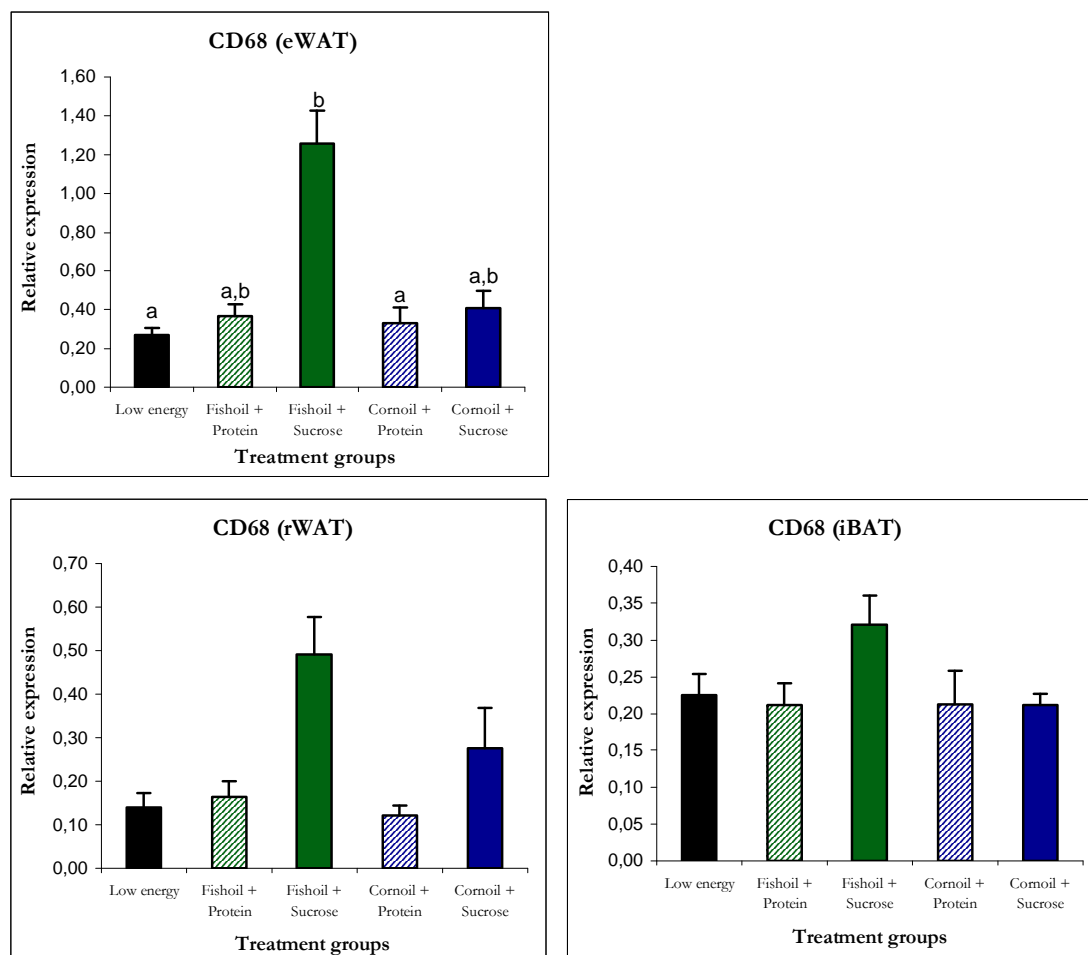 CD68 (eWAT)
Relative expression
1,60
1,40
1,20
1,00
0,80
0,60
0,40
0,20
0,00
a
a,b
b
a
a,b
Low energy
Fishoil +
Protein
Fishoil +
Sucrose
Cornoil +
Protein
Cornoil +
Sucrose
Treatment groups
CD68 (rWAT)
Relative expression
0,70
0,60
0,50
0,40
0,30
0,20
0,10
0,00
Low energy
Fishoil +
Protein
Fishoil +
Sucrose
Cornoil +
Protein
Cornoil +
Sucrose
Treatment groups
CD68 (iBAT)
Relative expression
0,40
0,35
0,30
0,25
0,20
0,15
0,10
0,05
0,00
Low energy
Fishoil +
Protein
Fishoil +
Sucrose
Cornoil +
Protein
Cornoil +
Sucrose
Treatment groups